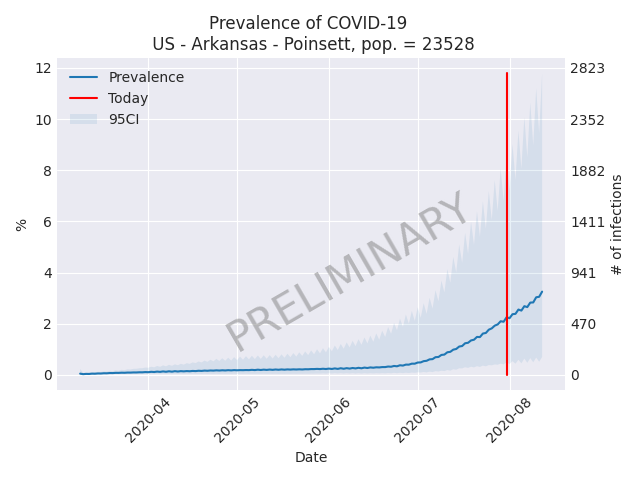 Prevalence of COVID-19
US - Arkansas - Poinsett, pop. = 23528
Prevalence
Today
95CI
PRELIMINARY
%
12
10
8
6
4
2
0
2823
2352
1882
1411
941
470
0
# of infections
2020-04
2020-05
2020-06
2020-07
2020-08
Date